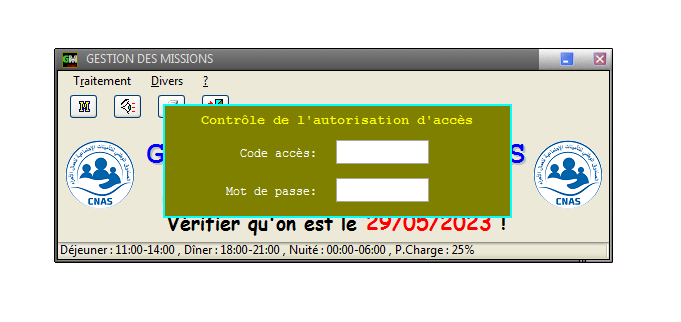 GM GESTION DES MISSIONS
Traitement Divers ?
M
Contrôle de l'autorisation d'accès
Code accès:
Mot de passe:
G S
CNAS CNAS
Vérifier qu'on est le 29/05/2023 !
Déjeuner : 11:00-14:00 , Dîner : 18:00-21:00 , Nuité : 00:00-06:00 , P.Charge : 25%